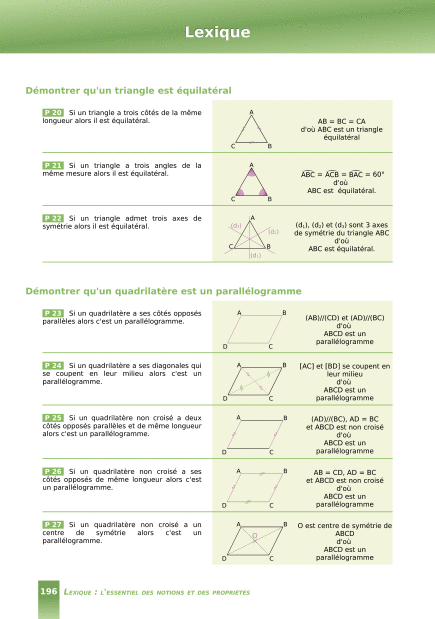 Lexique
Démontrer qu'un triangle est équilatéral
P 20 Si un triangle a trois côtés de la même
longueur alors il est équilatéral.
A
C
B
AB = BC = CA
d'où ABC est un triangle
équilatéral
P 21 Si un triangle a trois angles de la
même mesure alors il est équilatéral.
A
C
B
ABC = ACB = BAC = 60°
d'où
ABC est équilatéral.
P 22 Si un triangle admet trois axes de
symétrie alors il est équilatéral.
A
(d₃)
(d₂)
C
B
(d₁)
(d₁), (d₂) et (d₃) sont 3 axes
de symétrie du triangle ABC
d'où
ABC est équilatéral.
Démontrer qu'un quadrilatère est un parallélogramme
P 23 Si un quadrilatère a ses côtés opposés
parallèles alors c'est un parallélogramme.
A
B
D
C
(AB)//(CD) et (AD)//(BC)
d'où
ABCD est un
parallélogramme
P 24 Si un quadrilatère a ses diagonales qui
se coupent en leur milieu alors c'est un
parallélogramme.
A
B
D
C
[AC] et [BD] se coupent en
leur milieu
d'où
ABCD est un
parallélogramme
P 25 Si un quadrilatère non croisé a deux
côtés opposés parallèles et de même longueur
alors c'est un parallélogramme.
A
B
D
C
(AD)//(BC), AD = BC
et ABCD est non croisé
d'où
ABCD est un
parallélogramme
P 26 Si un quadrilatère non croisé a ses
côtés opposés de même longueur alors c'est
un parallélogramme.
A
B
D
C
AB = CD, AD = BC
et ABCD est non croisé
d'où
ABCD est un
parallélogramme
P 27 Si un quadrilatère non croisé a un
centre de symétrie alors c'est un
parallélogramme.
A
B
O
D
C
O est centre de symétrie de
ABCD
d'où
ABCD est un
parallélogramme
196 Lexique : l'essentiel des notions et des propriétés